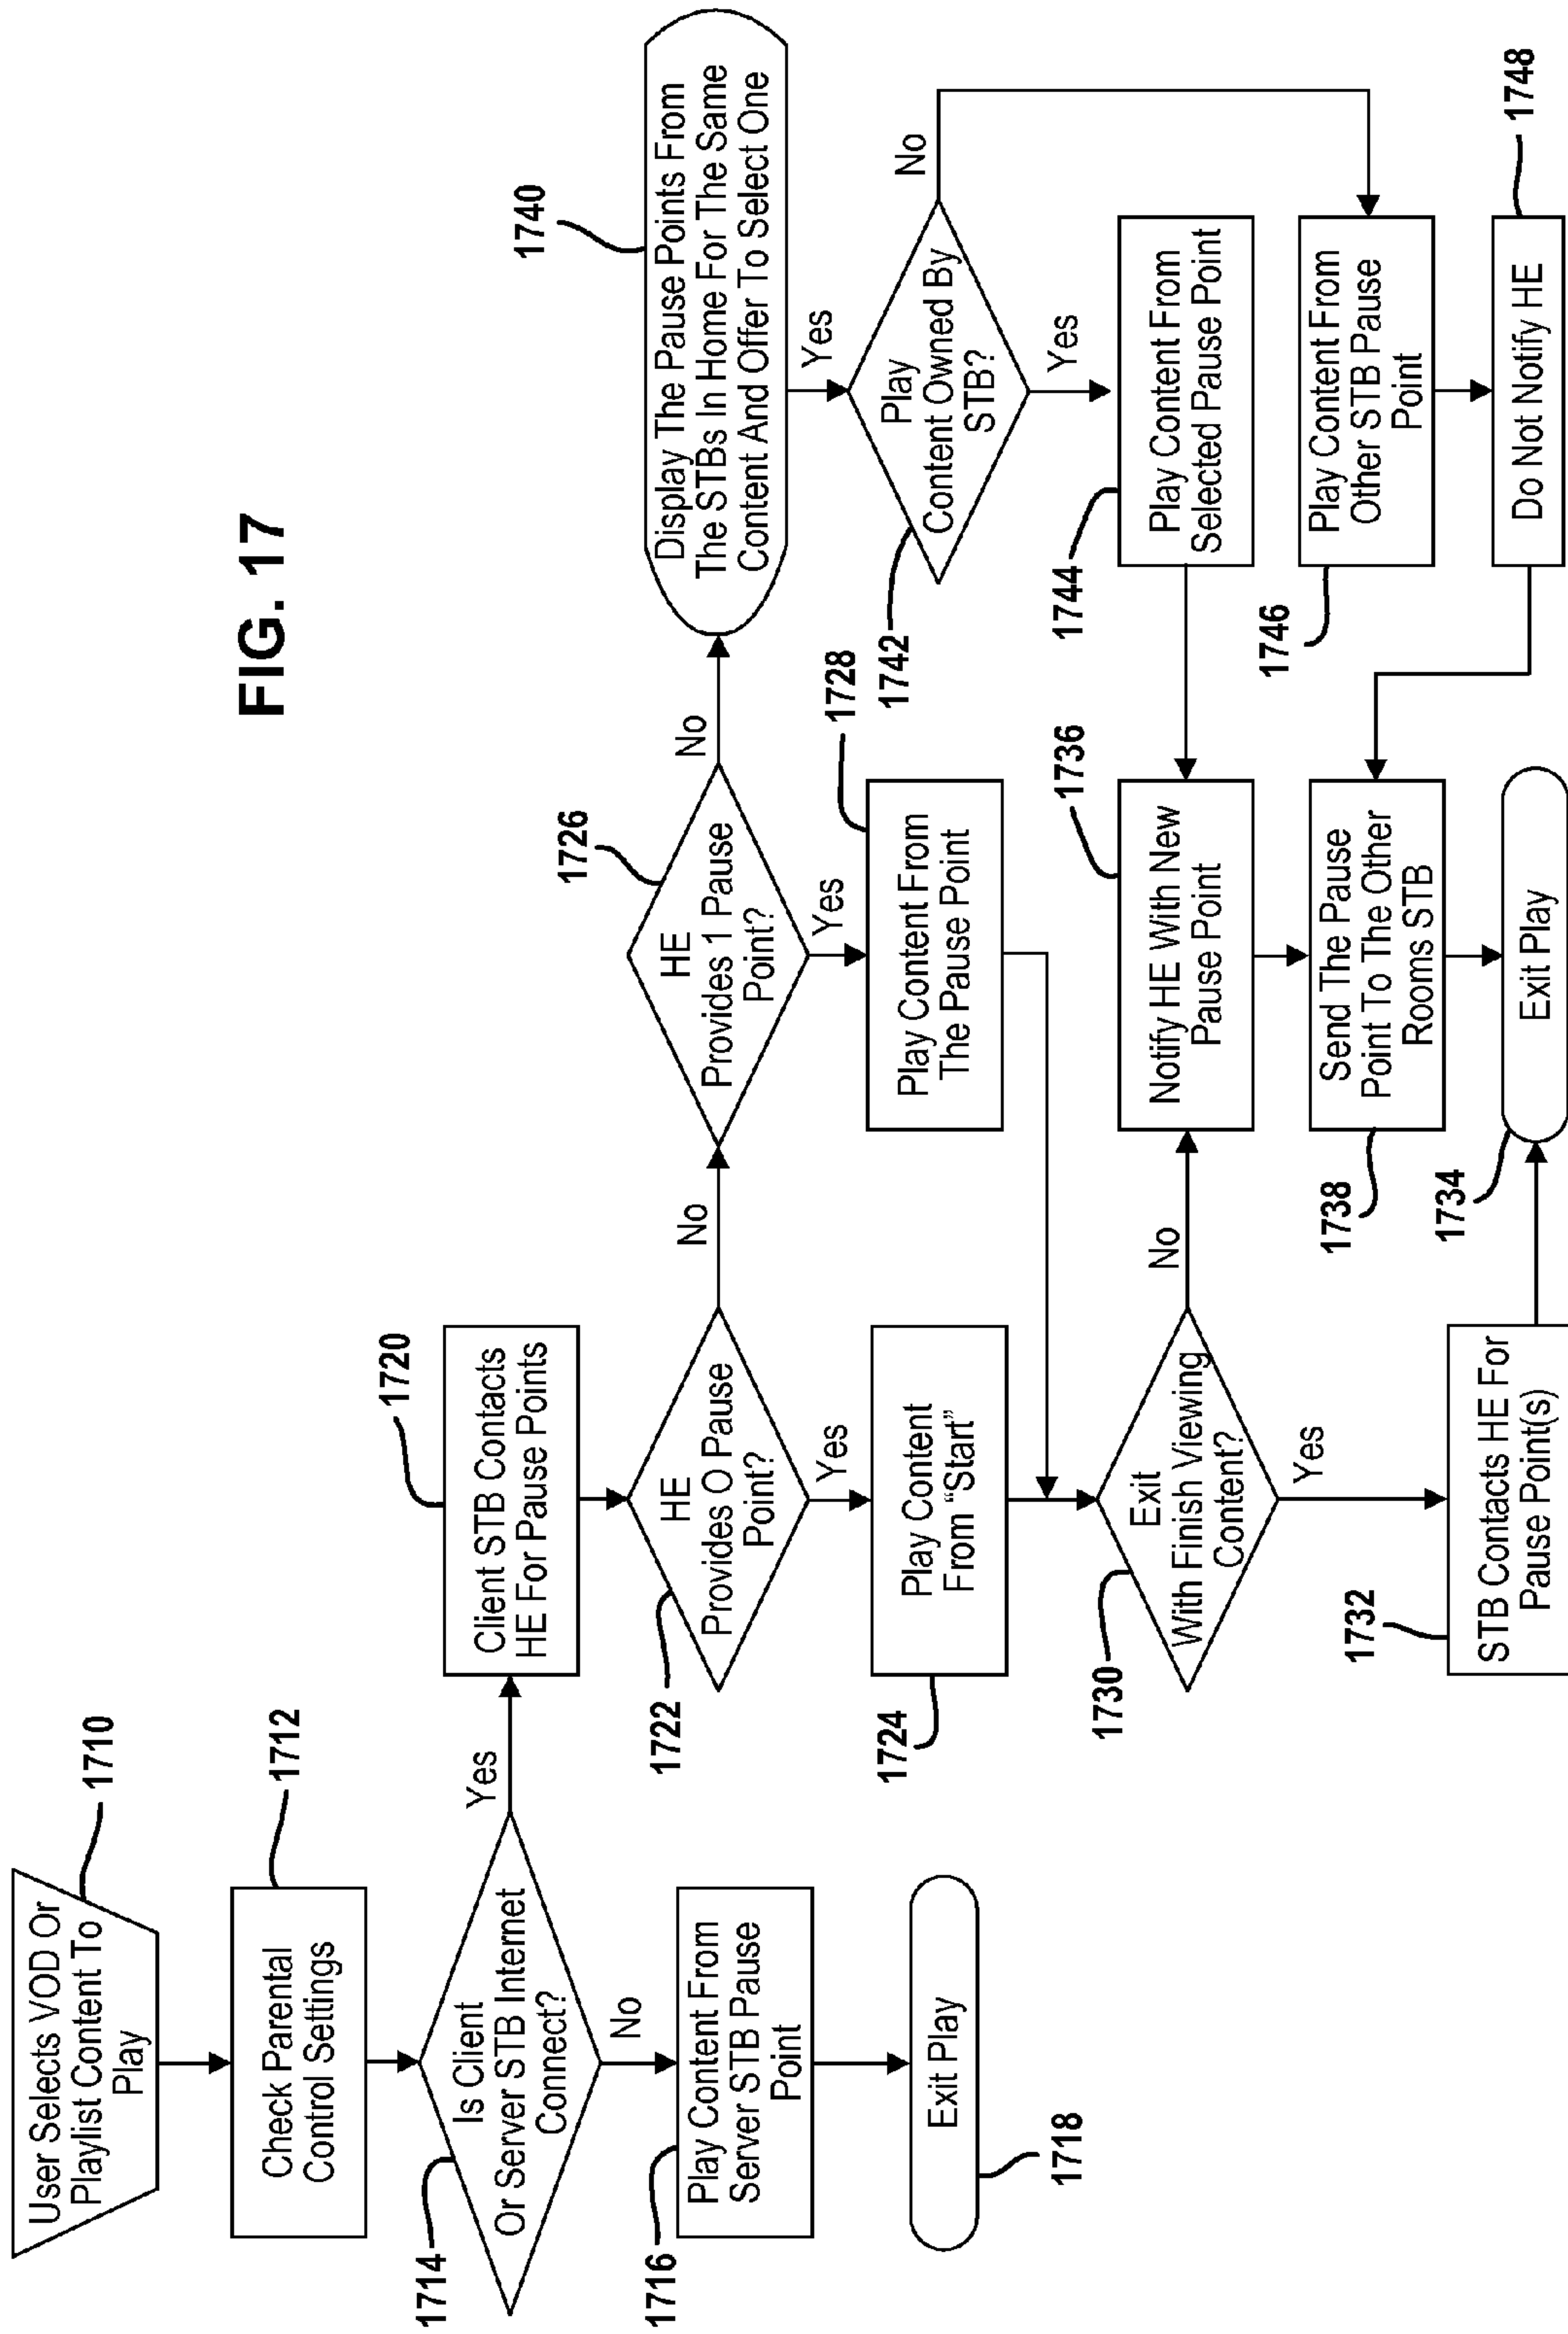 FIG. 17
User Selects VOD Or
Playlist Content To
Play
1710
Check Parental
Control Settings
1712
Is Client
Or Server STB Internet
Connect?
1714
Yes
No
Play Content From
Server STB Pause
Point
1716
Exit Play
1718
Client STB Contacts
HE For Pause Points
1720
HE
Provides O Pause
Point?
1722
No
Yes
Play Content
From "Start"
1724
HE
Provides 1 Pause
Point?
1726
No
Yes
Play Content From
The Pause Point
1728
Exit
With Finish Viewing
Content?
1730
No
Yes
STB Contacts HE For
Pause Point(s)
1732
Exit Play
1734
Notify HE With New
Pause Point
1736
Send The Pause
Point To The Other
Rooms STB
1738
Display The Pause Points From
The STBs In Home For The Same
Content And Offer To Select One
1740
Yes
Play
Content Owned By
STB?
1742
No
Yes
Play Content From
Selected Pause Point
1744
Play Content From
Other STB Pause
Point
1746
Do Not Notify HE
1748